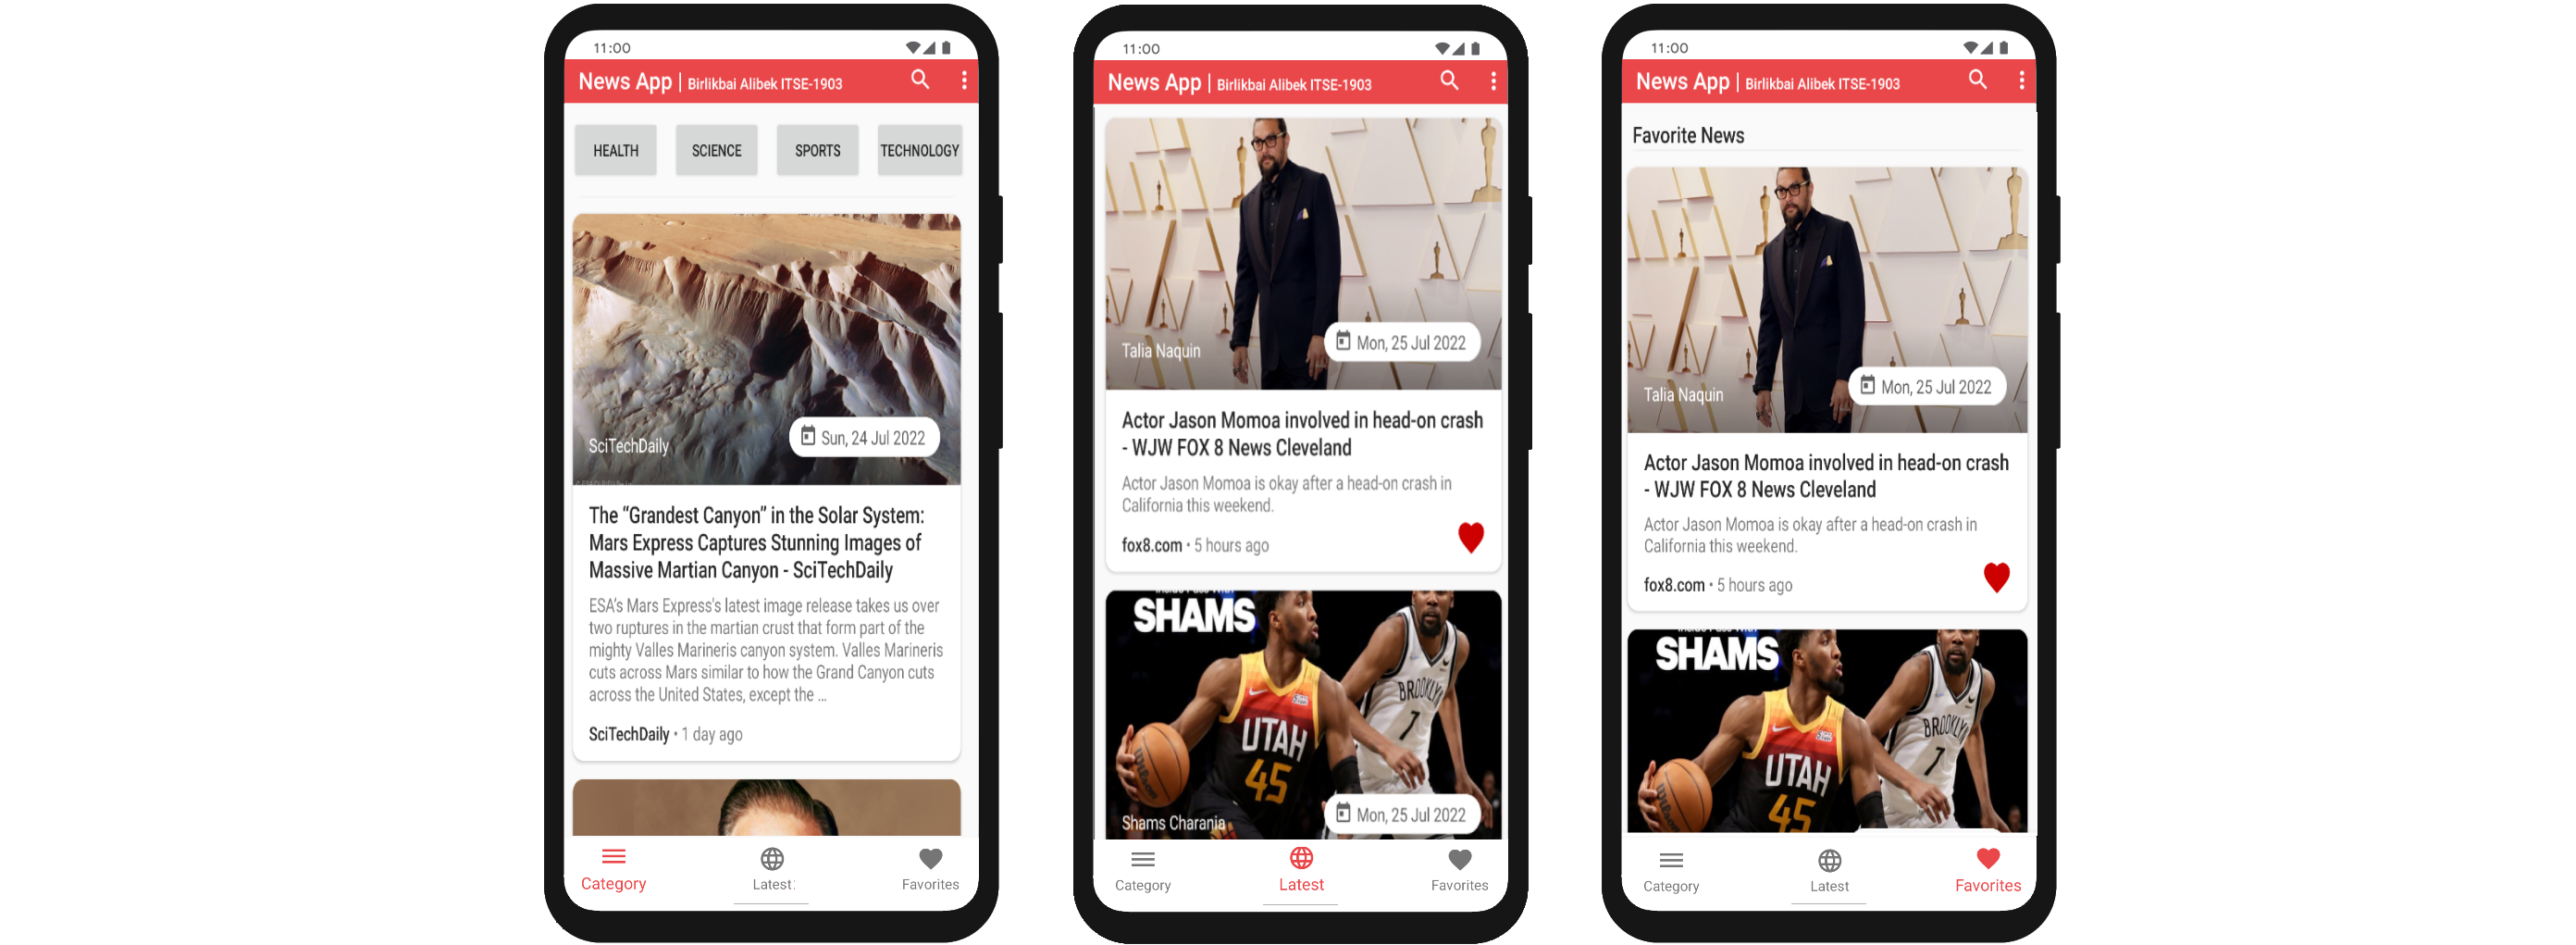 11:00
News App | Birlikbai Alibek ITSE-1903
HEALTH
SCIENCE
SPORTS
TECHNOLOGY
SciTechDaily
Sun, 24 Jul 2022
The “Grandest Canyon” in the Solar System:
Mars Express Captures Stunning Images of
Massive Martian Canyon - SciTechDaily
ESA's Mars Express's latest image release takes us over
two ruptures in the martian crust that form part of the
mighty Valles Marineris canyon system. Valles Marineris
cuts across Mars similar to how the Grand Canyon cuts
across the United States, except the ...
SciTechDaily • 1 day ago
Category
Latest
Favorites
11:00
News App | Birlikbai Alibek ITSE-1903
Talia Naquin
Mon, 25 Jul 2022
Actor Jason Momoa involved in head-on crash
- WJW FOX 8 News Cleveland
Actor Jason Momoa is okay after a head-on crash in
California this weekend.
fox8.com • 5 hours ago
SHAMS
BROOKLYN
7
UTAH
45
Shams Charania
Mon, 25 Jul 2022
Category
Latest
Favorites
11:00
News App | Birlikbai Alibek ITSE-1903
Favorite News
Talia Naquin
Mon, 25 Jul 2022
Actor Jason Momoa involved in head-on crash
- WJW FOX 8 News Cleveland
Actor Jason Momoa is okay after a head-on crash in
California this weekend.
fox8.com • 5 hours ago
SHAMS
BROOKLYN
7
UTAH
45
Category
Latest
Favorites